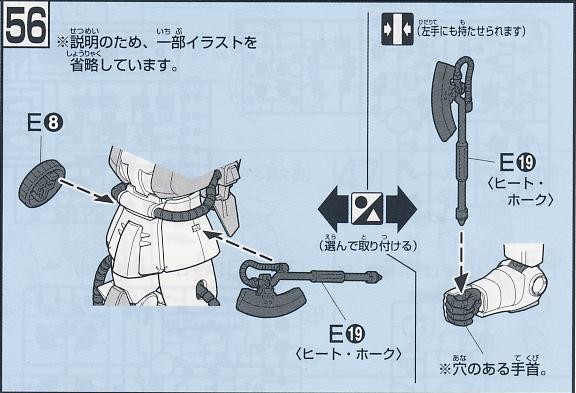 56
※説明のため、一部イラストを
省略しています。
E8
E19
〈ヒート・ホーク〉
(選んで取り付ける)
(左手にも持たせられます)
E19
〈ヒート・
ホーク〉
※穴のある手首。